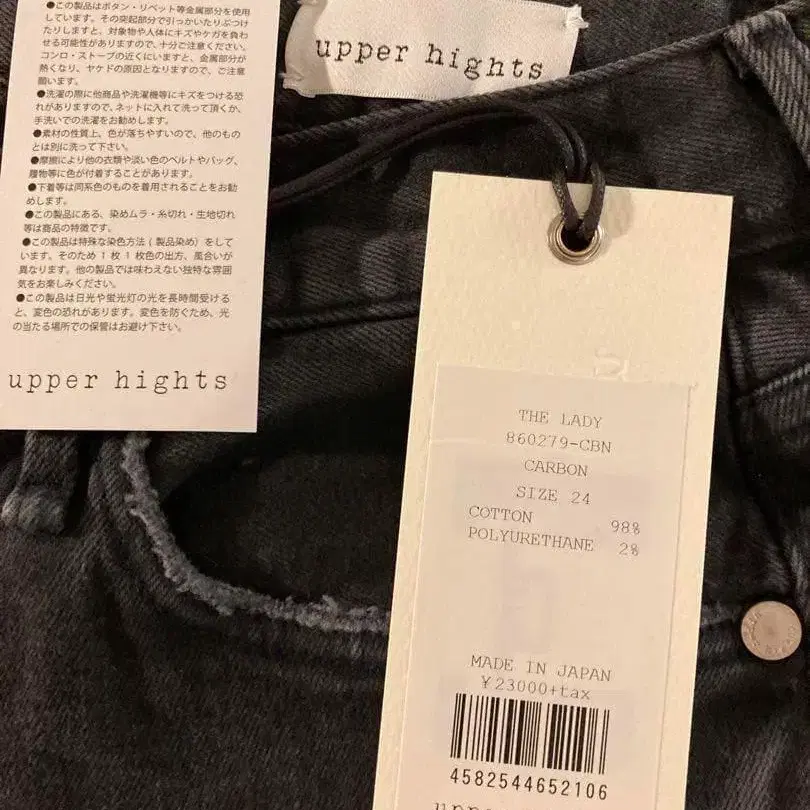 ●この製品はボタン・リベット等金属部分を使用
しています。その突起部分で引っかいたりぶつけ
たりしますと、対象物や人体にキズやケガを負わ
せる可能性がありますので、十分ご注意ください。
コンロ・ストーブの近くにいますと、金属部分が
熱くなり、ヤケドの原因となりますので、ご注意
願います。
●洗濯の際に他商品や洗濯機等にキズをつける恐
れがありますので、ネットに入れて洗って頂くか、
手洗いでの洗濯をお勧めします。
●素材の性質上、色が落ちやすいので、他のもの
とは別に洗って下さい。
●摩擦により他の衣類や淡い色のベルトやバッグ、
履物等に色が付着することがあります。
●下着等は同系色のものを着用されることをお勧
めします。
●この製品にある、染めムラ・糸切れ・生地切れ
等は商品の特徴です。
●この製品は特殊な染色方法(製品染め)をして
います。そのため1枚1枚色の出方、風合いが
異なります。他の製品では味わえない独特な雰囲
気をお楽しみください。
●この製品は日光や蛍光灯の光を長時間受ける
と、変色の恐れがあります。変色を防ぐため、光
の当たる場所での保管はお避け下さい。
upper hights
upper hights
THE LADY
860279-CBN
CARBON
SIZE 24
COTTON 98%
POLYURETHANE 2%
MADE IN JAPAN
¥23000+tax
4582544652106